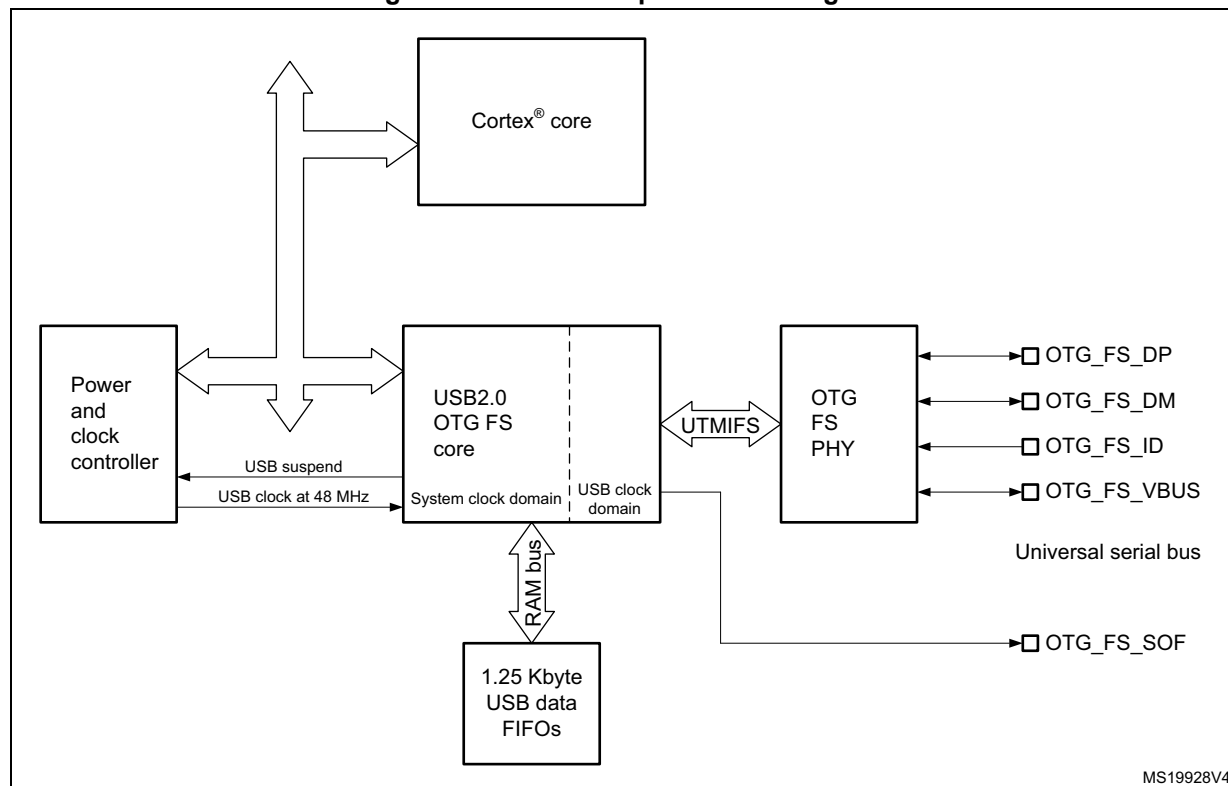 Cortex® core
Power
and
clock
controller
USB2.0
OTG FS
core
UTMIFS
OTG
FS
PHY
OTG_FS_DP
OTG_FS_DM
OTG_FS_ID
OTG_FS_VBUS
USB suspend
USB clock at 48 MHz
System clock domain
USB clock
domain
Universal serial bus
RAM bus
OTG_FS_SOF
1.25 Kbyte
USB data
FIFOs
MS19928V4